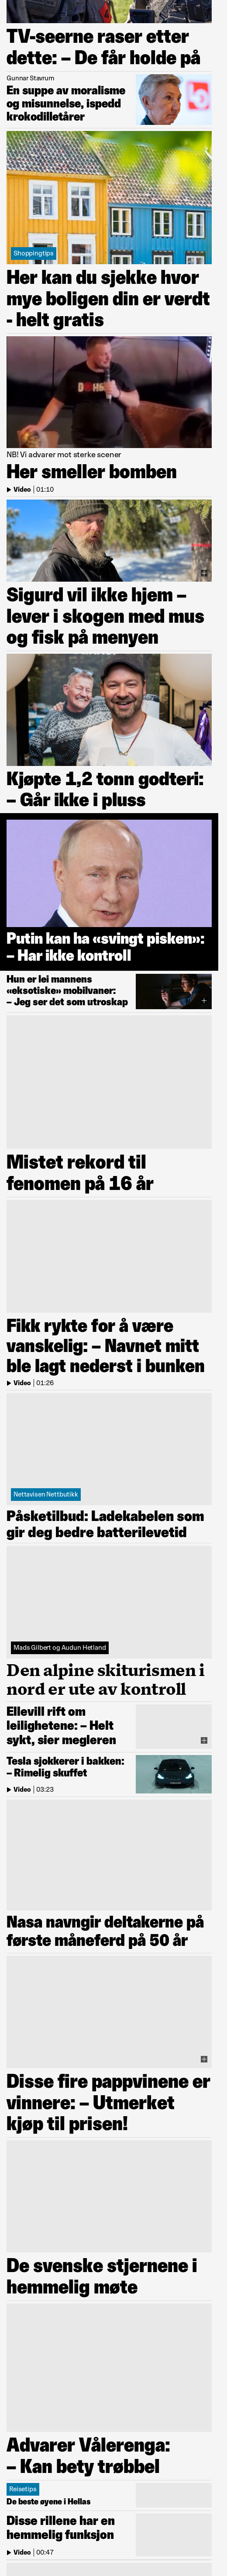 TV-seerne raser etter
dette: – De får holde på
Gunnar Stavrum
En suppe av moralisme
og misunnelse, ispedd
krokodilletårer
Shoppingtips
Her kan du sjekke hvor
mye boligen din er verdt
- helt gratis
NB! Vi advarer mot sterke scener
Her smeller bomben
Video | 01:10
Sigurd vil ikke hjem –
lever i skogen med mus
og fisk på menyen
Kjøpte 1,2 tonn godteri:
– Går ikke i pluss
Putin kan ha «svingt pisken»:
– Har ikke kontroll
Hun er lei mannens
«eksotiske» mobilvaner:
– Jeg ser det som utroskap
Mistet rekord til
fenomen på 16 år
Fikk rykte for å være
vanskelig: – Navnet mitt
ble lagt nederst i bunken
Video | 01:26
Nettavisen Nettbutikk
Påsketilbud: Ladekabelen som
gir deg bedre batterilevetid
Mads Gilbert og Audun Hetland
Den alpine skiturismen i
nord er ute av kontroll
Ellevill rift om
leilighetene: – Helt
sykt, sier megleren
Tesla sjokkerer i bakken:
– Rimelig skuffet
Video | 03:23
Nasa navngir deltakerne på
første måneferd på 50 år
Disse fire pappvinene er
vinnere: – Utmerket
kjøp til prisen!
De svenske stjernene i
hemmelig møte
Advarer Vålerenga:
– Kan bety trøbbel
Reisetips
De beste øyene i Hellas
Disse rillene har en
hemmelig funksjon
Video | 00:47